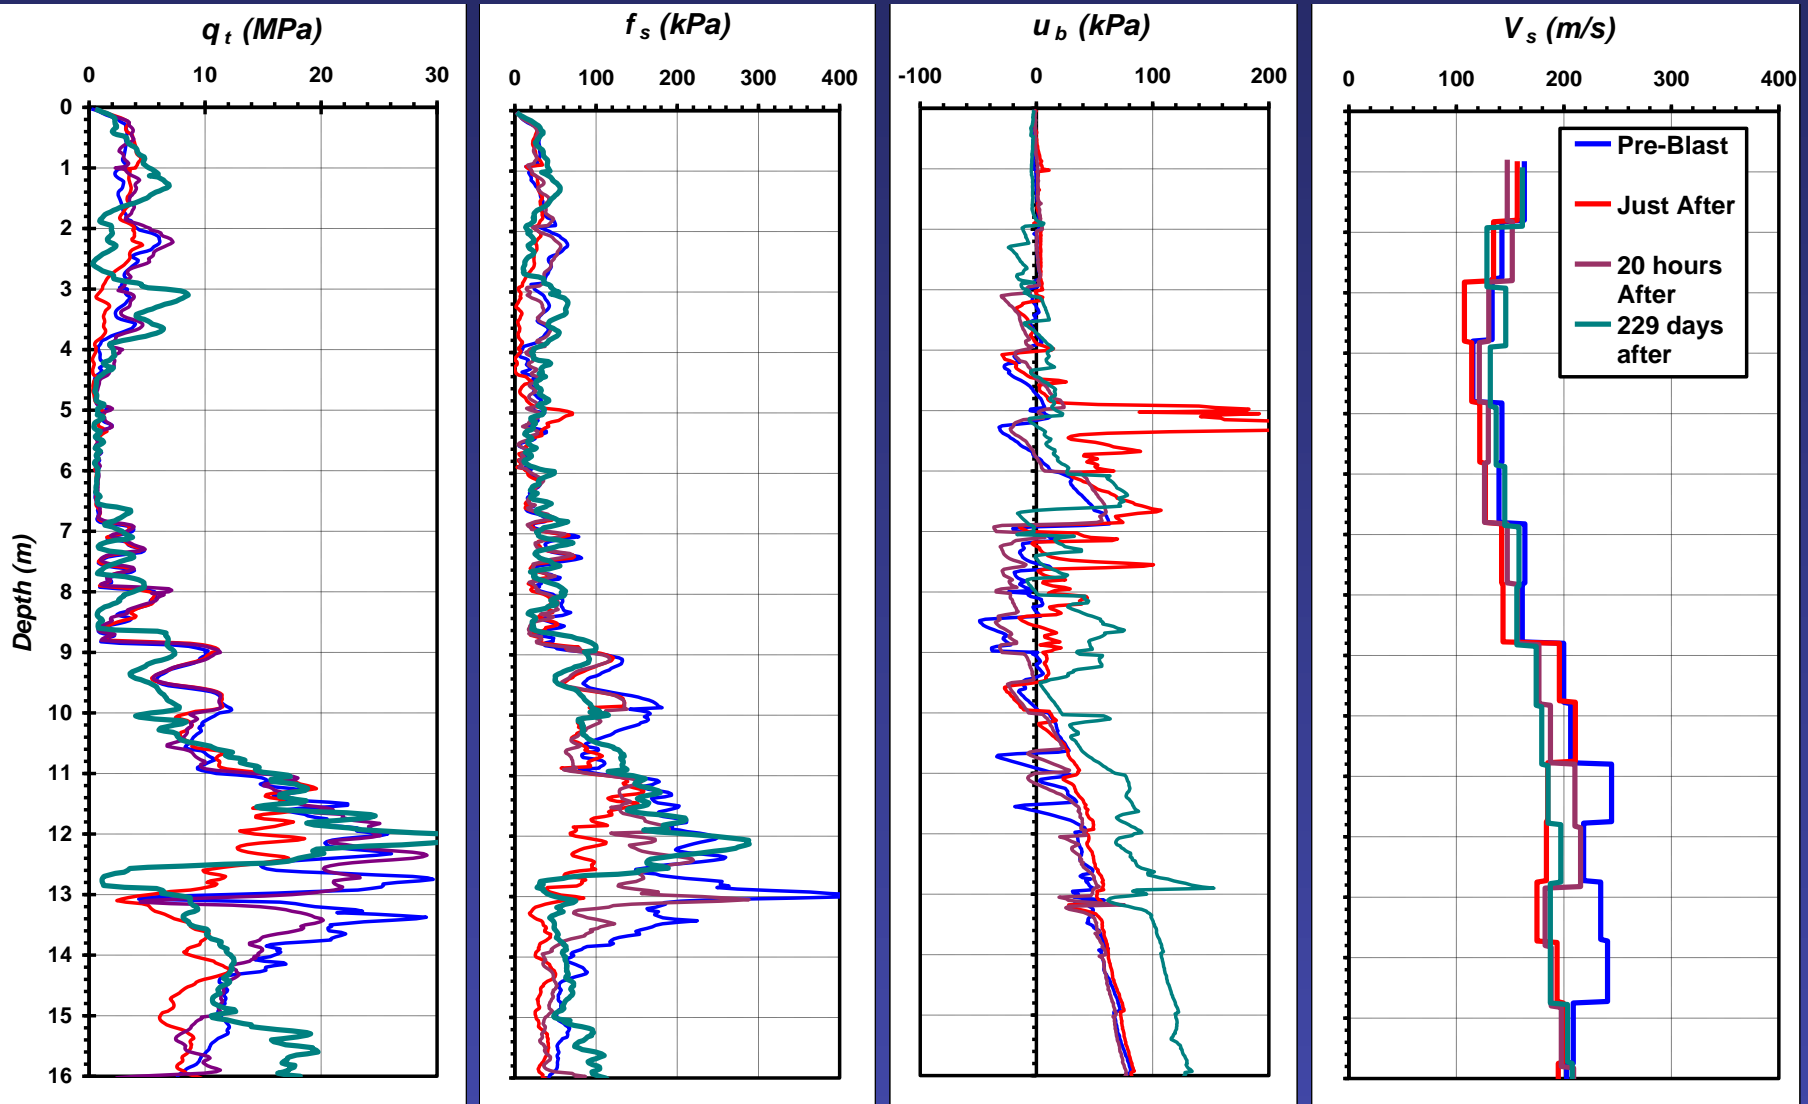 q t (MPa)
f s (kPa)
u b (kPa)
V s (m/s)
0 10 20 30
0 100 200 300 400
-100 0 100 200
0 100 200 300 400
Depth (m)
0
1
2
3
4
5
6
7
8
9
10
11
12
13
14
15
16
Pre-Blast
Just After
20 hours
After
229 days
after